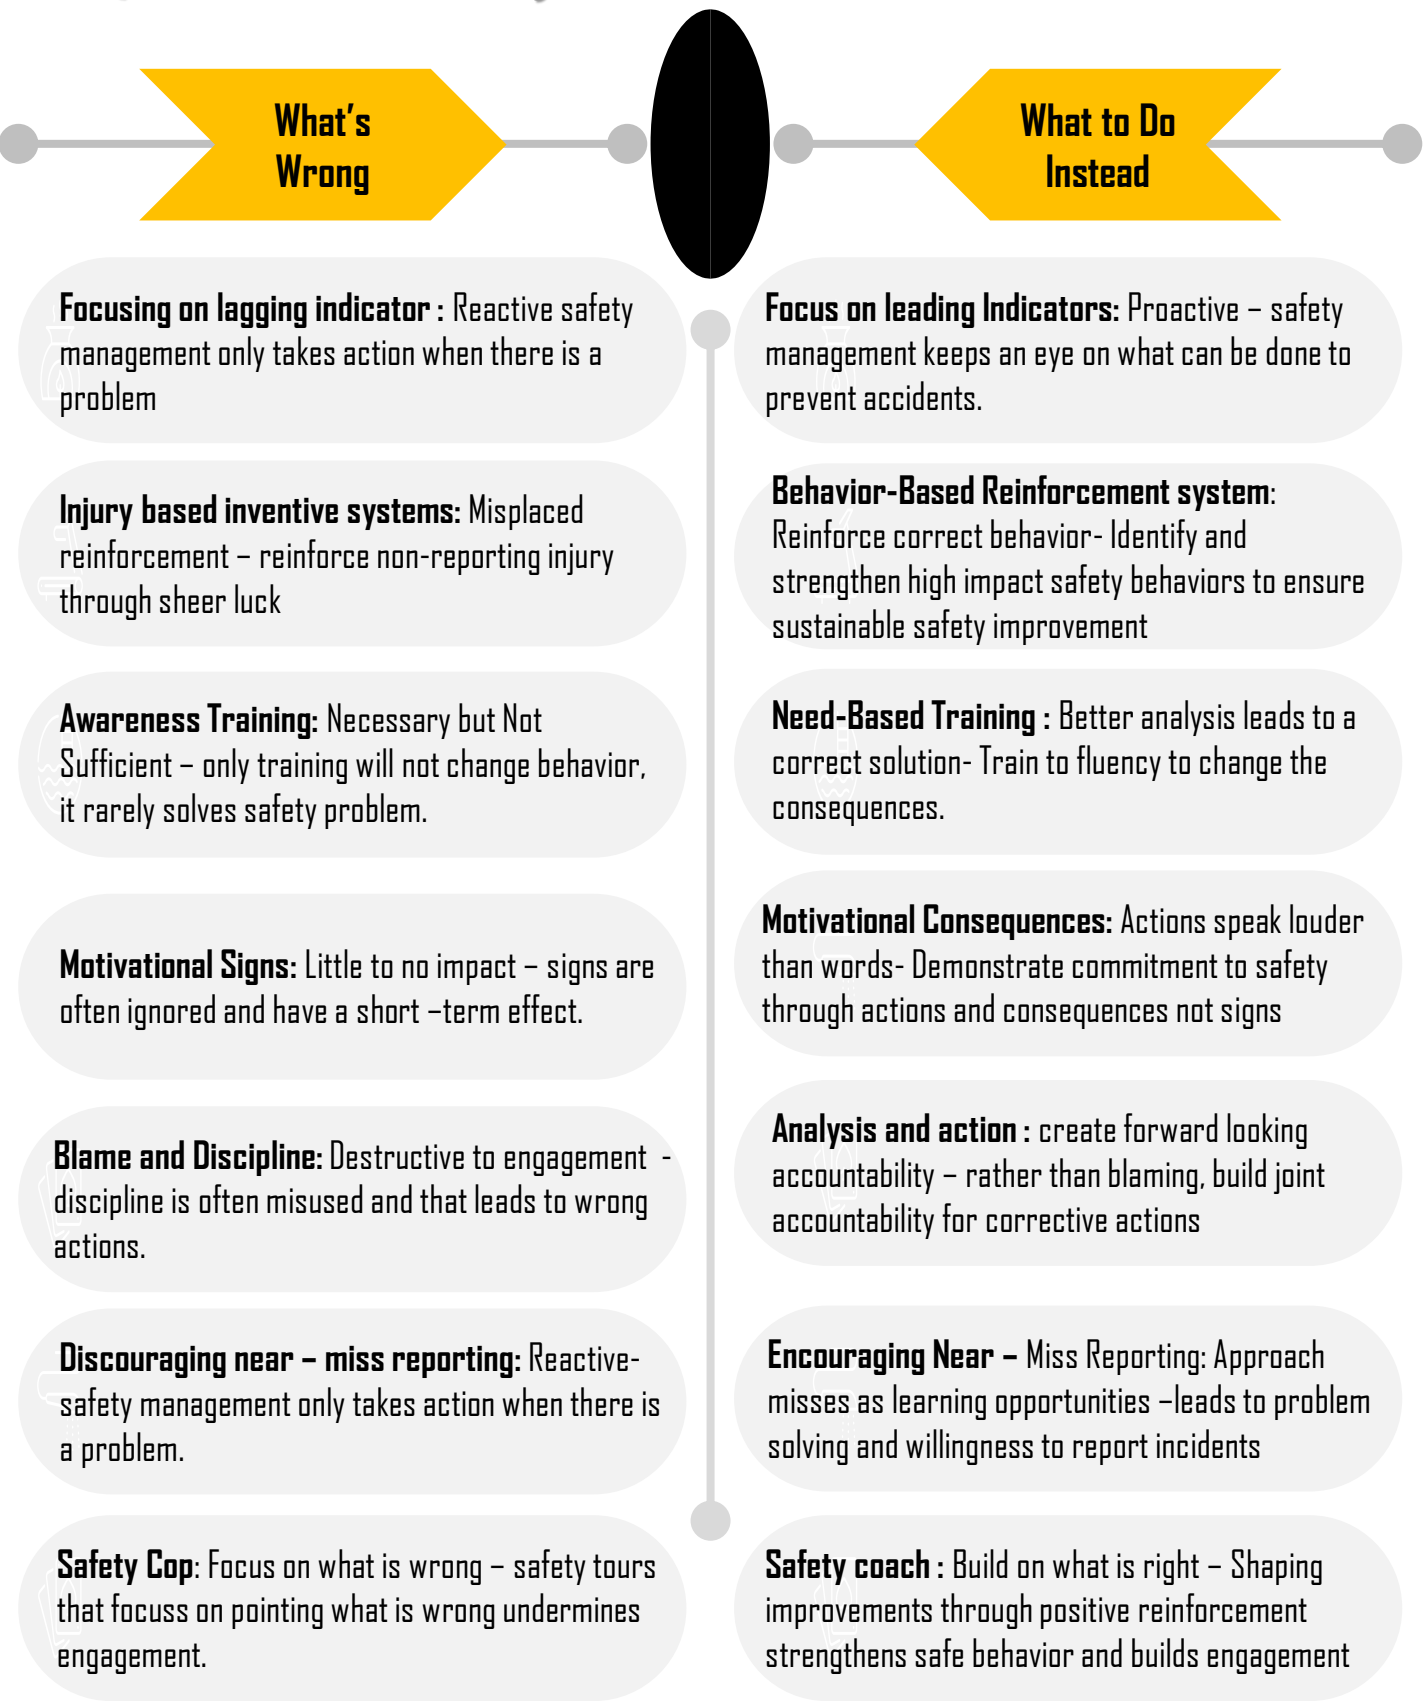 What's
Wrong
What to Do
Instead
Focusing on lagging indicator : Reactive safety
management only takes action when there is a
problem
Focus on leading Indicators: Proactive – safety
management keeps an eye on what can be done to
prevent accidents.
Injury based inventive systems: Misplaced
reinforcement – reinforce non-reporting injury
through sheer luck
Behavior-Based Reinforcement system:
Reinforce correct behavior- Identify and
strengthen high impact safety behaviors to ensure
sustainable safety improvement
Awareness Training: Necessary but Not
Sufficient – only training will not change behavior,
it rarely solves safety problem.
Need-Based Training : Better analysis leads to a
correct solution- Train to fluency to change the
consequences.
Motivational Signs: Little to no impact – signs are
often ignored and have a short –term effect.
Motivational Consequences: Actions speak louder
than words- Demonstrate commitment to safety
through actions and consequences not signs
Blame and Discipline: Destructive to engagement -
discipline is often misused and that leads to wrong
actions.
Analysis and action : create forward looking
accountability – rather than blaming, build joint
accountability for corrective actions
Discouraging near – miss reporting: Reactive-
safety management only takes action when there is
a problem.
Encouraging Near – Miss Reporting: Approach
misses as learning opportunities –leads to problem
solving and willingness to report incidents
Safety Cop: Focus on what is wrong – safety tours
that focuss on pointing what is wrong undermines
engagement.
Safety coach : Build on what is right – Shaping
improvements through positive reinforcement
strengthens safe behavior and builds engagement